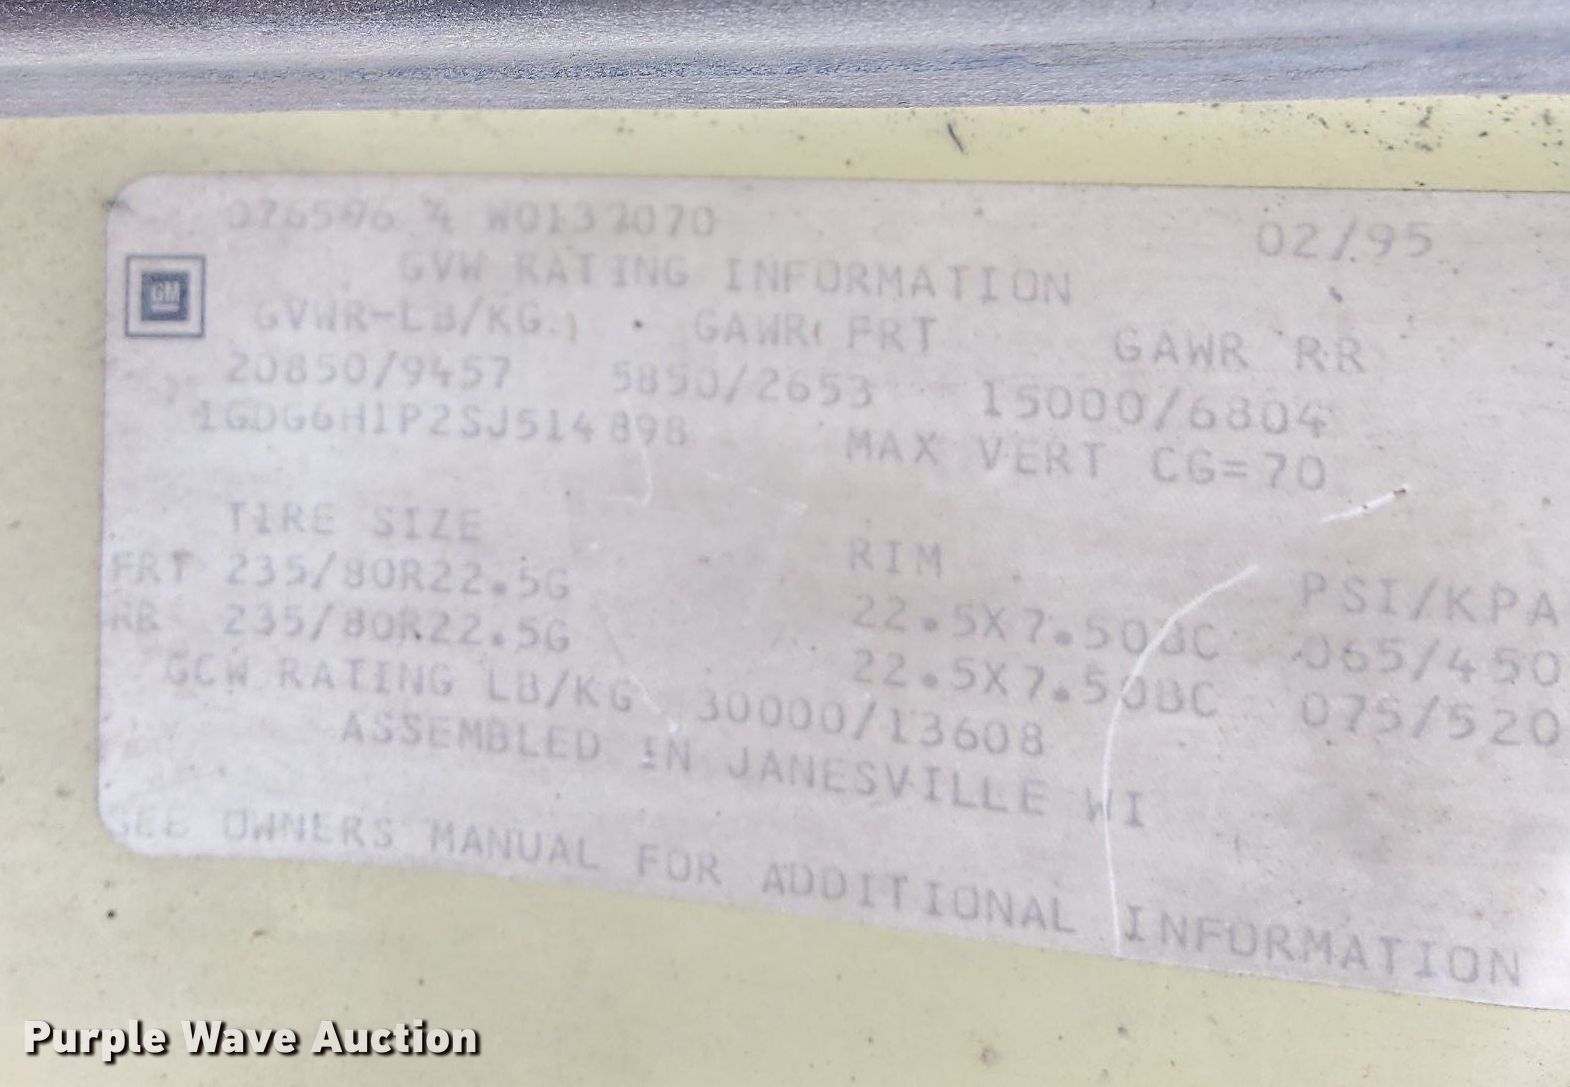 W0137070 02/95
GVW RATING INFORMATION
GM
GVWR-LB/KG GAWR FRT GAWR RR
20850/9457 5850/2653 15000/6804
1GDG6H1P2SJ514898 MAX VERT CG=70
TIRE SIZE RIM PSI/KPA
FRT 235/80R22.5G 22.5X7.50BC 065/450
RR 235/80R22.5G 22.5X7.50BC 075/520
GCW RATING LB/KG 30000/13608
ASSEMBLED IN JANESVILLE WI
SEE OWNERS MANUAL FOR ADDITIONAL INFORMATION
Purple Wave Auction